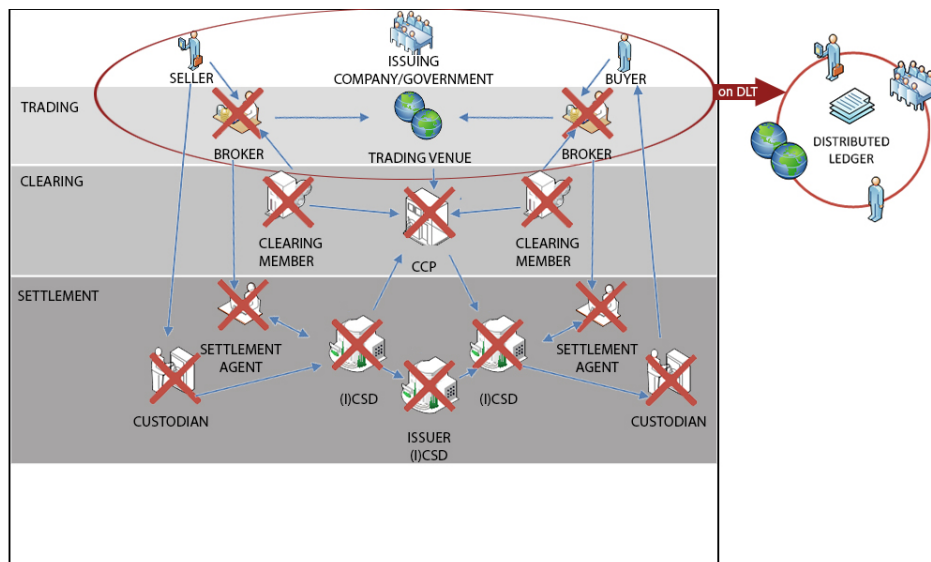 SELLER
ISSUING
COMPANY/GOVERNMENT
BUYER
on DLT
TRADING
BROKER
TRADING VENUE
BROKER
DISTRIBUTED
LEDGER
CLEARING
CLEARING
MEMBER
CCP
CLEARING
MEMBER
SETTLEMENT
SETTLEMENT
AGENT
SETTLEMENT
AGENT
(I)CSD
(I)CSD
CUSTODIAN
ISSUER
(I)CSD
CUSTODIAN